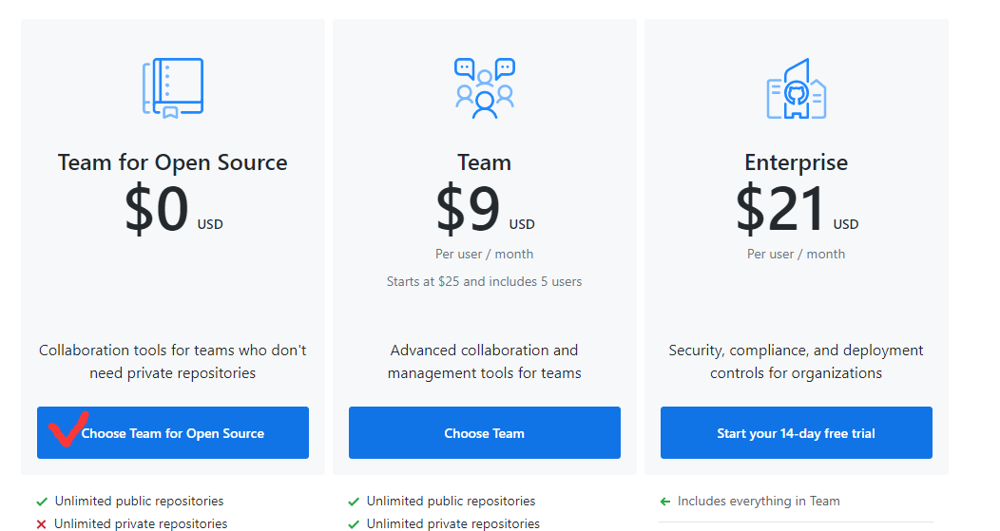 Team for Open Source
$0 USD
Collaboration tools for teams who don't
need private repositories
Choose Team for Open Source
Unlimited public repositories
Unlimited private repositories
Team
$9 USD
Per user / month
Starts at $25 and includes 5 users
Advanced collaboration and
management tools for teams
Choose Team
Unlimited public repositories
Unlimited private repositories
Enterprise
$21 USD
Per user / month
Security, compliance, and deployment
controls for organizations
Start your 14-day free trial
Includes everything in Team